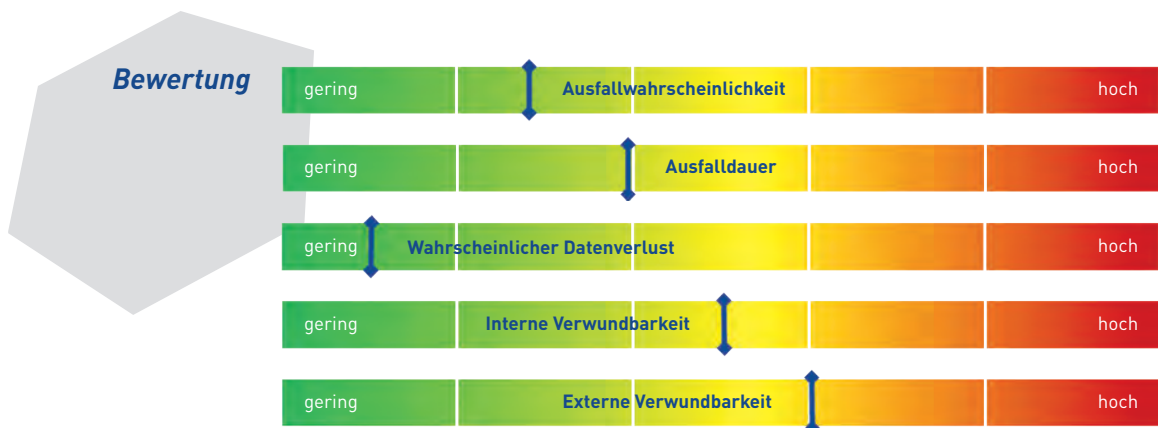 Bewertung
gering Ausfallwahrscheinlichkeit hoch
gering Ausfalldauer hoch
gering Wahrscheinlicher Datenverlust hoch
gering Interne Verwundbarkeit hoch
gering Externe Verwundbarkeit hoch